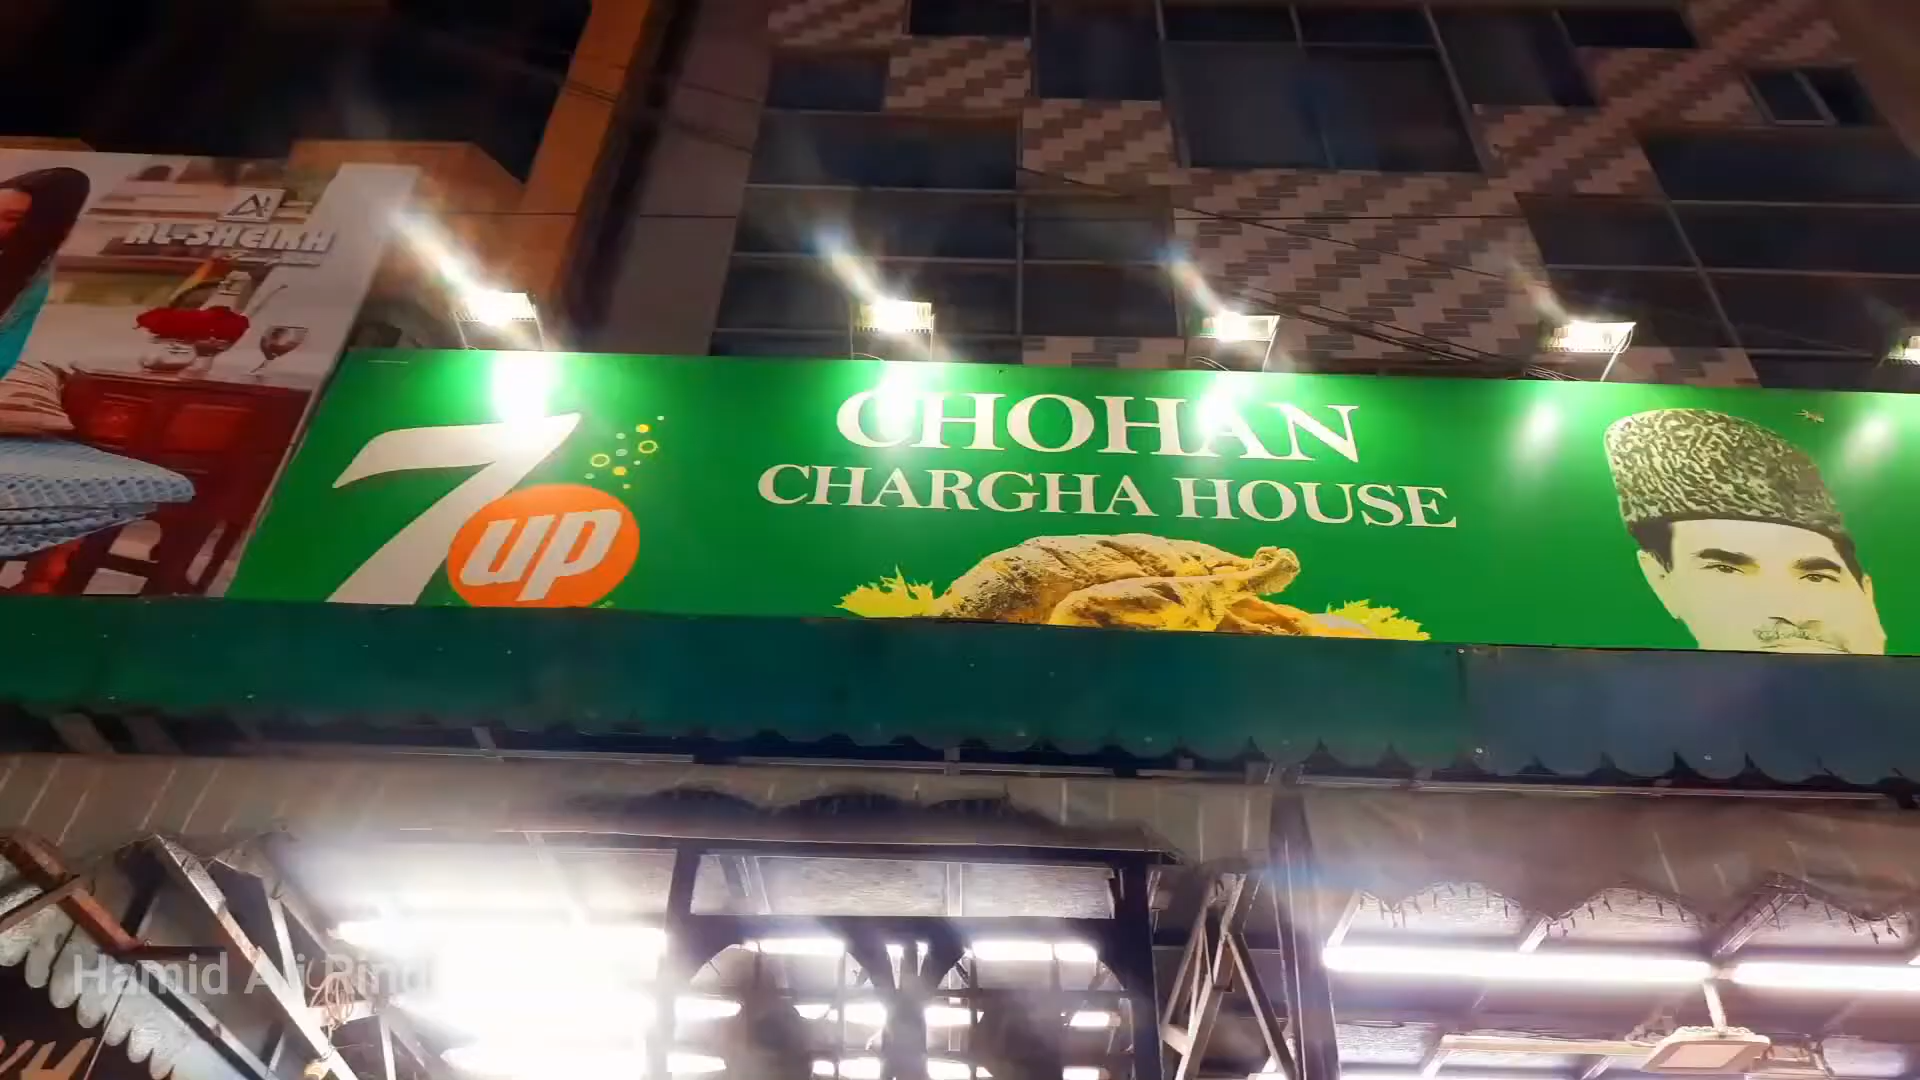 AL-SHEIKH
7up
CHOHAN
CHARGHA HOUSE
Hamid Ali Rind